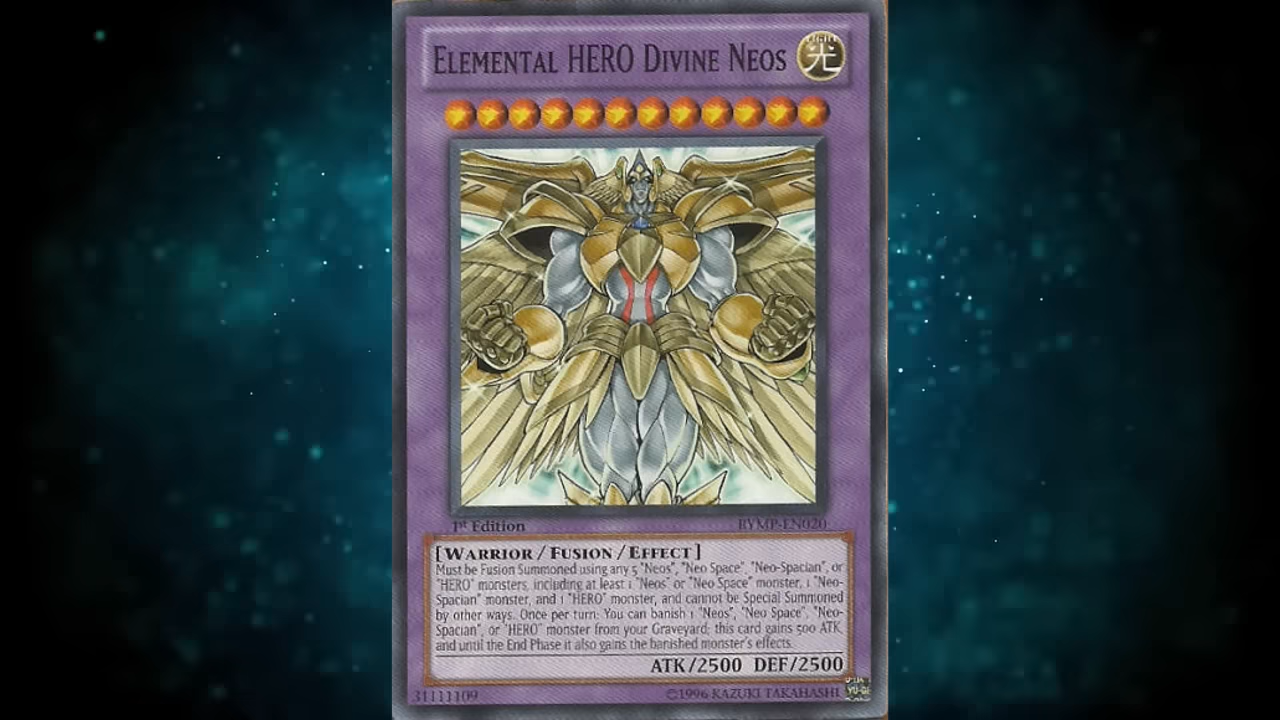 ELEMENTAL HERO DIVINE NEOS
LIGHT
光
1st Edition
RYMP-EN020
[WARRIOR / FUSION / EFFECT]
Must be Fusion Summoned using any 5 "Neos", "Neo Space", "Neo-Spacian", or
"HERO" monsters, including at least 1 "Neos" or "Neo Space" monster, 1 "Neo-
Spacian" monster, and 1 "HERO" monster, and cannot be Special Summoned
by other ways. Once per turn: You can banish 1 "Neos", "Neo Space", "Neo-
Spacian", or "HERO" monster from your Graveyard; this card gains 500 ATK,
and until the End Phase it also gains the banished monster's effects.
ATK/2500 DEF/2500
31111109
©1996 KAZUKI TAKAHASHI